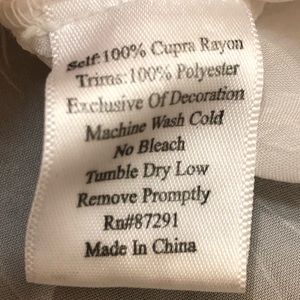 Self:100% Cupra Rayon
Trims:100% Polyester
Exclusive Of Decoration
Machine Wash Cold
No Bleach
Tumble Dry Low
Remove Promptly
Rn#87291
Made In China